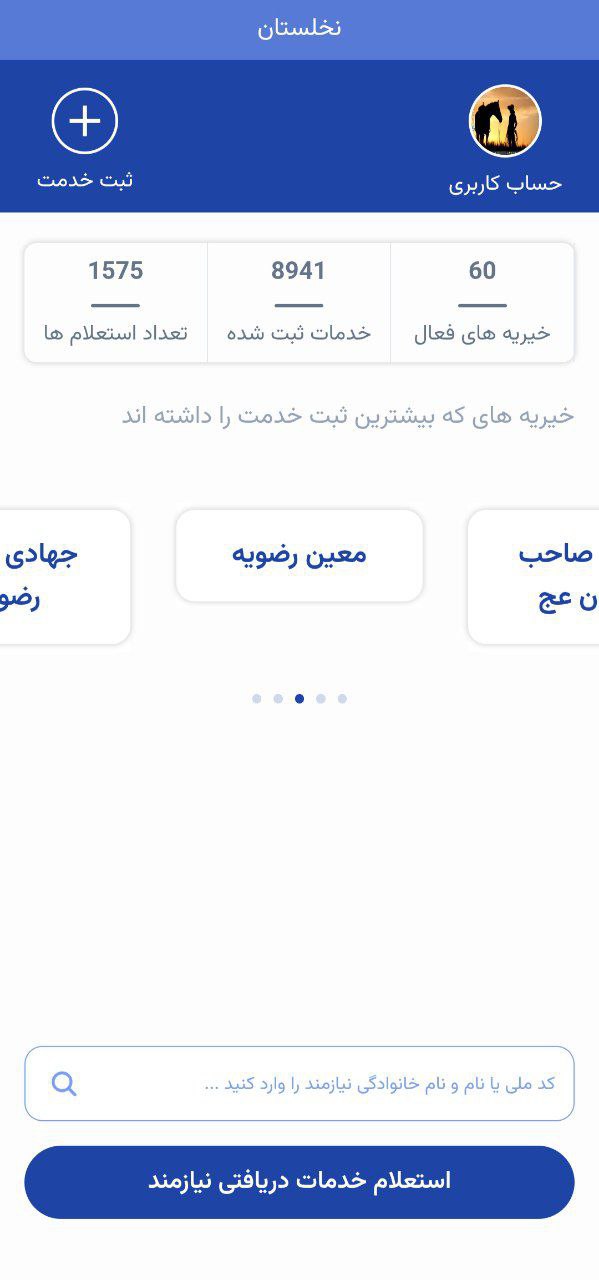 نخلستان
حساب کاربری
ثبت خدمت
60
8941
1575
خیریه های فعال
خدمات ثبت شده
تعداد استعلام ها
خیریه های که بیشترین ثبت خدمت را داشته اند
صاحب
ن عج
معین رضویه
جهادی
رضو
کد ملی یا نام و نام خانوادگی نیازمند را وارد کنید ...
استعلام خدمات دریافتی نیازمند